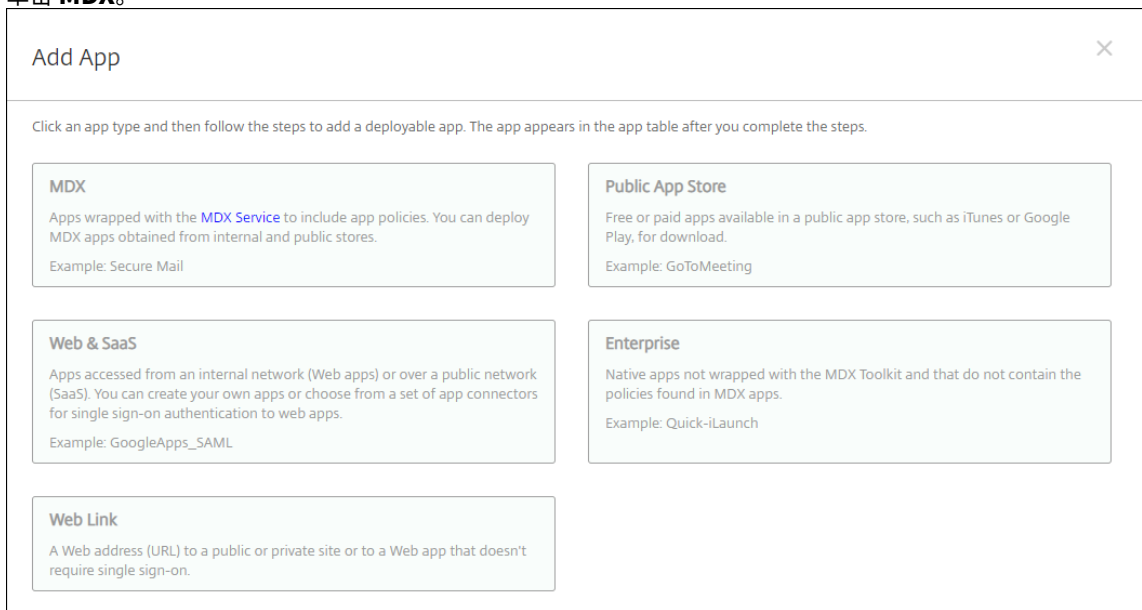 单击 MDX。
Add App
Click an app type and then follow the steps to add a deployable app. The app appears in the app table after you complete the steps.
MDX
Apps wrapped with the MDX Service to include app policies. You can deploy
MDX apps obtained from internal and public stores.
Example: Secure Mail
Public App Store
Free or paid apps available in a public app store, such as iTunes or Google
Play, for download.
Example: GoToMeeting
Web & SaaS
Apps accessed from an internal network (Web apps) or over a public network
(SaaS). You can create your own apps or choose from a set of app connectors
for single sign-on authentication to web apps.
Example: GoogleApps_SAML
Enterprise
Native apps not wrapped with the MDX Toolkit and that do not contain the
policies found in MDX apps.
Example: Quick-iLaunch
Web Link
A Web address (URL) to a public or private site or to a Web app that doesn't
require single sign-on.